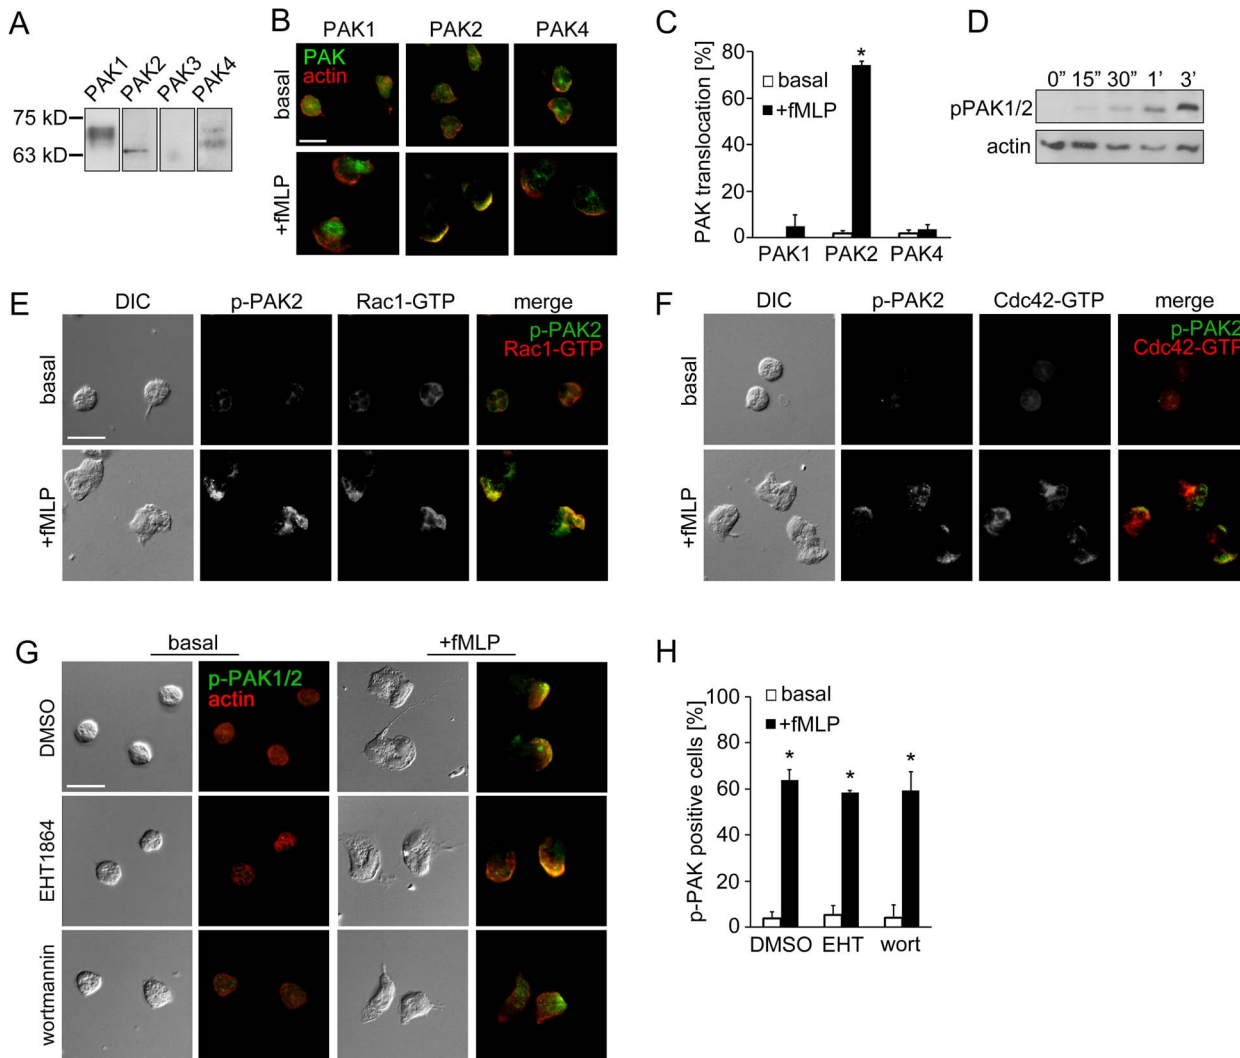 A
PAK1 PAK2 PAK3 PAK4
75 kD
63 kD
B
PAK1 PAK2 PAK4
PAK
actin
basal
+fMLP
C
PAK translocation [%]
80
60
40
20
0
basal
+fMLP
*
PAK1 PAK2 PAK4
D
0" 15" 30" 1' 3'
pPAK1/2
actin
E
DIC p-PAK2 Rac1-GTP merge
p-PAK2
Rac1-GTP
basal
+fMLP
F
DIC p-PAK2 Cdc42-GTP merge
p-PAK2
Cdc42-GTP
basal
+fMLP
G
basal +fMLP
p-PAK1/2
actin
DMSO
EHT1864
wortmannin
H
p-PAK positive cells [%]
100
80
60
40
20
0
basal
+fMLP
* * *
DMSO EHT wort